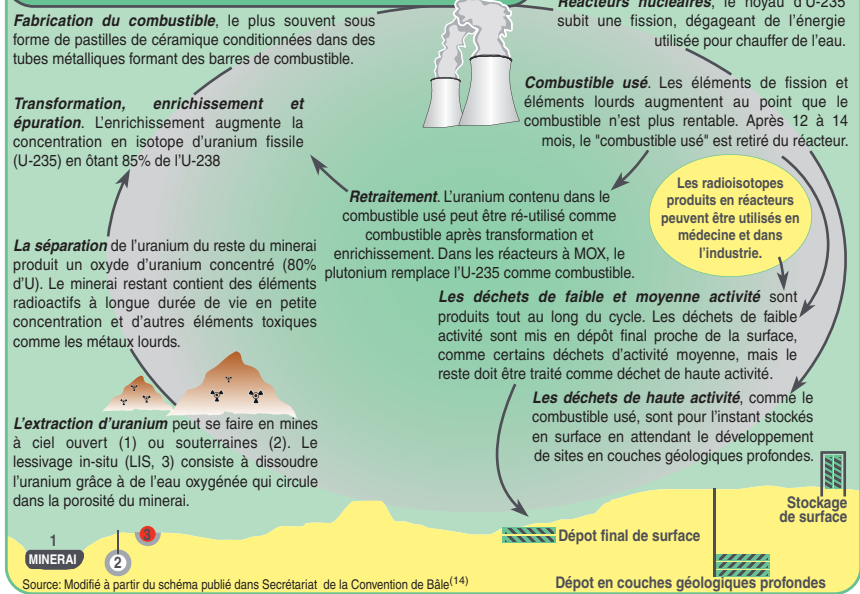 Fabrication du combustible, le plus souvent sous
forme de pastilles de céramique conditionnées dans des
tubes métalliques formant des barres de combustible.
Réacteurs nucléaires, le noyau d'U-235
subit une fission, dégageant de l'énergie
utilisée pour chauffer de l'eau.
Transformation, enrichissement et
épuration. L'enrichissement augmente la
concentration en isotope d'uranium fissile
(U-235) en ôtant 85% de l'U-238
Combustible usé. Les éléments de fission et
éléments lourds augmentent au point que le
combustible n'est plus rentable. Après 12 à 14
mois, le "combustible usé" est retiré du réacteur.
Retraitement. L'uranium contenu dans le
combustible usé peut être ré-utilisé comme
combustible après transformation et
enrichissement. Dans les réacteurs à MOX, le
plutonium remplace l'U-235 comme combustible.
Les radioisotopes
produits en réacteurs
peuvent être utilisés en
médecine et dans
l'industrie.
La séparation de l'uranium du reste du minerai
produit un oxyde d'uranium concentré (80%
d'U). Le minerai restant contient des éléments
radioactifs à longue durée de vie en petite
concentration et d'autres éléments toxiques
comme les métaux lourds.
Les déchets de faible et moyenne activité sont
produits tout au long du cycle. Les déchets de faible
activité sont mis en dépôt final proche de la surface,
comme certains déchets d'activité moyenne, mais le
reste doit être traité comme déchet de haute activité.
Les déchets de haute activité, comme le
combustible usé, sont pour l'instant stockés
en surface en attendant le développement
de sites en couches géologiques profondes.
L'extraction d'uranium peut se faire en mines
à ciel ouvert (1) ou souterraines (2). Le
lessivage in-situ (LIS, 3) consiste à dissoudre
l'uranium grâce à de l'eau oxygénée qui circule
dans la porosité du minerai.
Stockage
de surface
1
MINERAI
2
3
Dépot final de surface
Dépot en couches géologiques profondes
Source: Modifié à partir du schéma publié dans Secrétariat de la Convention de Bâle(14)